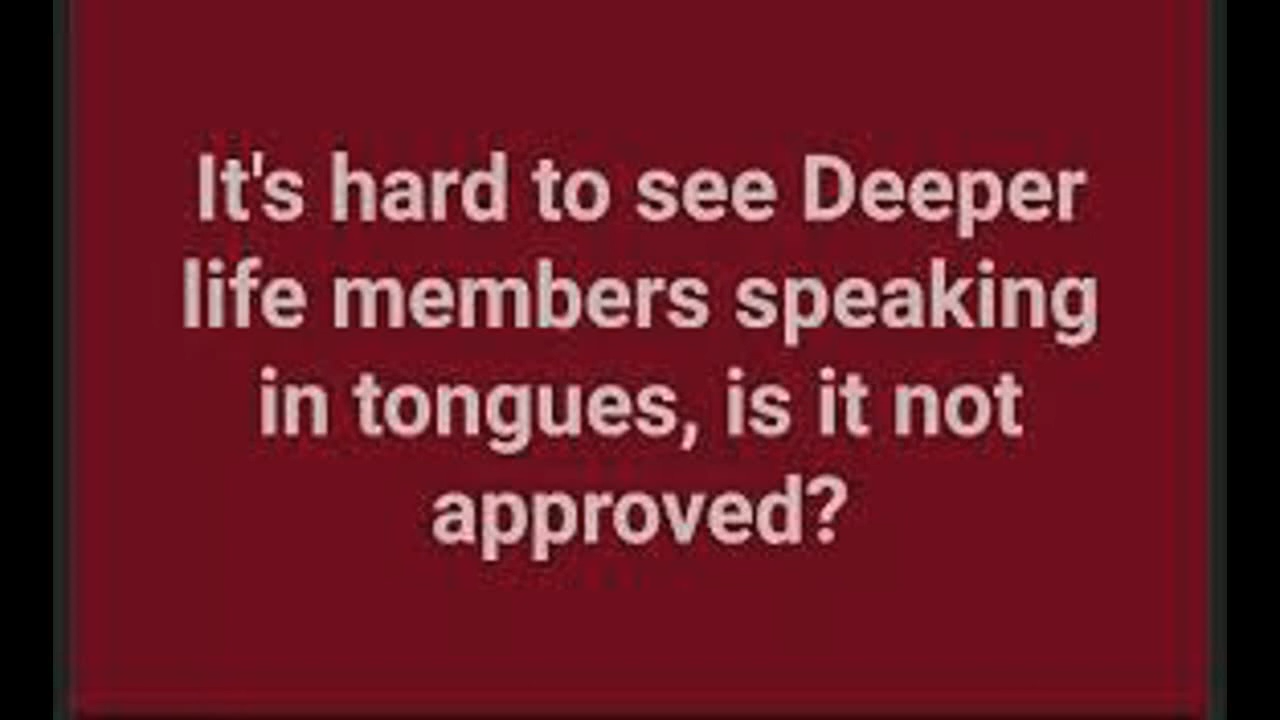 It's hard to see Deeper
life members speaking
in tongues, is it not
approved?